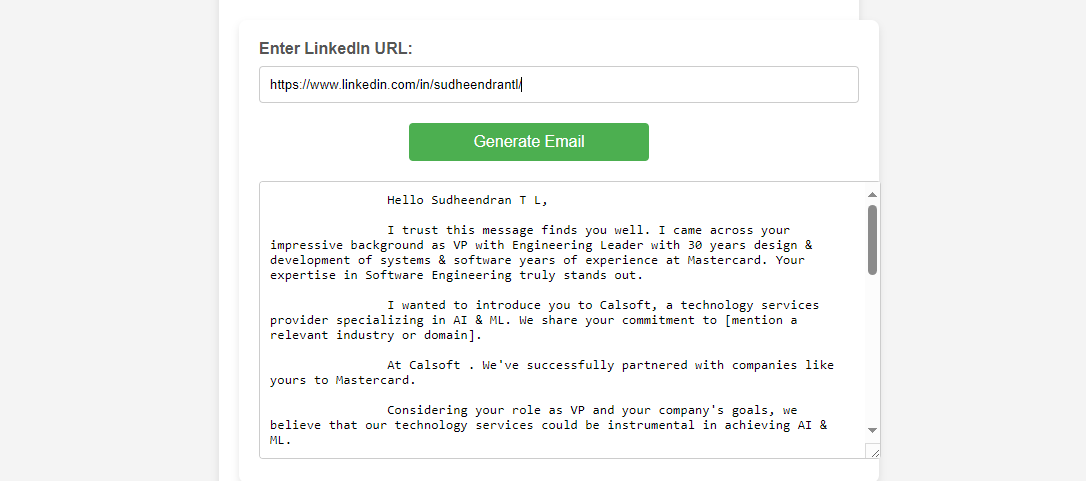 Enter LinkedIn URL:
https://www.linkedin.com/in/sudheendrantl/
Generate Email
Hello Sudheendran T L,
I trust this message finds you well. I came across your
impressive background as VP with Engineering Leader with 30 years design &
development of systems & software years of experience at Mastercard. Your
expertise in Software Engineering truly stands out.
I wanted to introduce you to Calsoft, a technology services
provider specializing in AI & ML. We share your commitment to [mention a
relevant industry or domain].
At Calsoft . We've successfully partnered with companies like
yours to Mastercard.
Considering your role as VP and your company's goals, we
believe that our technology services could be instrumental in achieving AI &
ML.